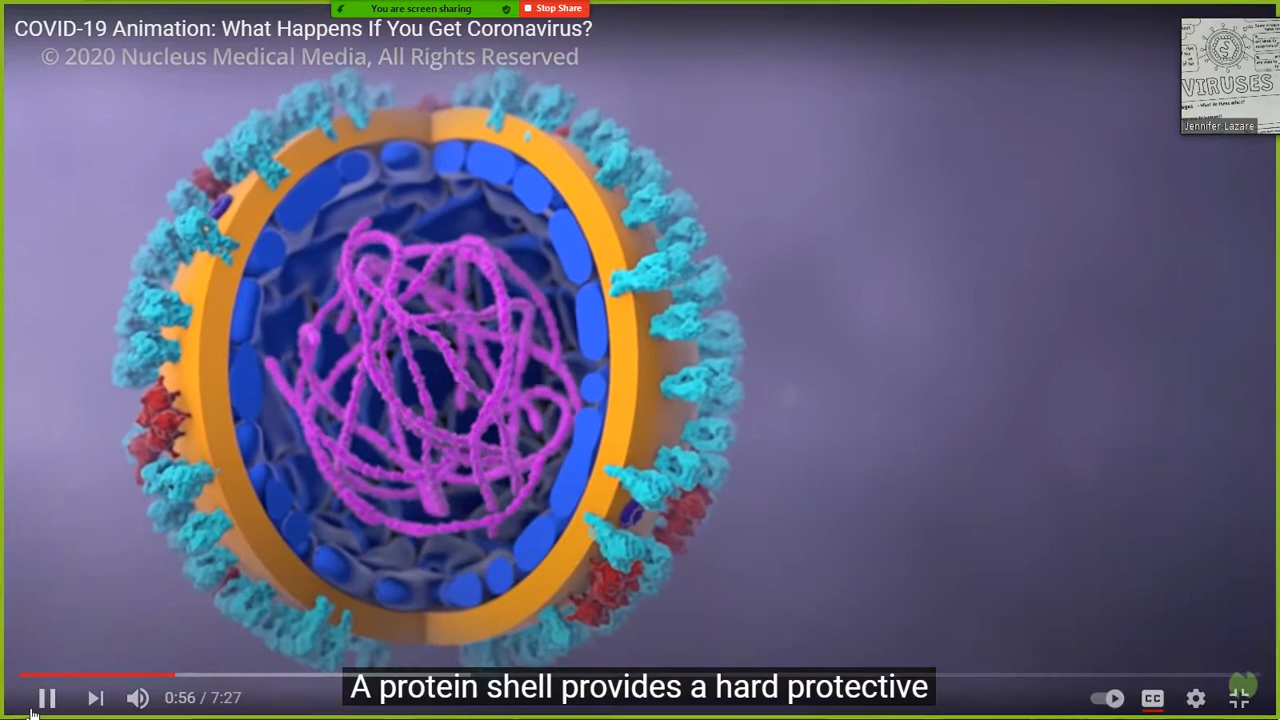 You are screen sharing
Stop Share
COVID-19 Animation: What Happens If You Get Coronavirus?
© 2020 Nucleus Medical Media, All Rights Reserved
VIRUSES
Jennifer Lazare
A protein shell provides a hard protective
0:56 / 7:27
CC